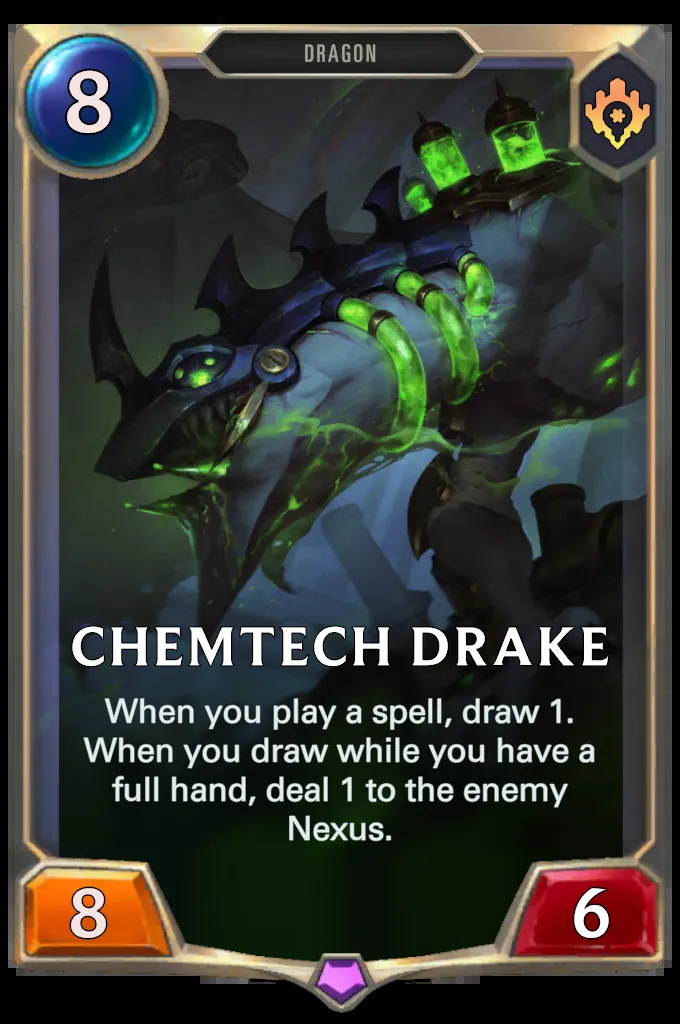 DRAGON
8
CHEMTECH DRAKE
When you play a spell, draw 1.
When you draw while you have a
full hand, deal 1 to the enemy
Nexus.
8
6